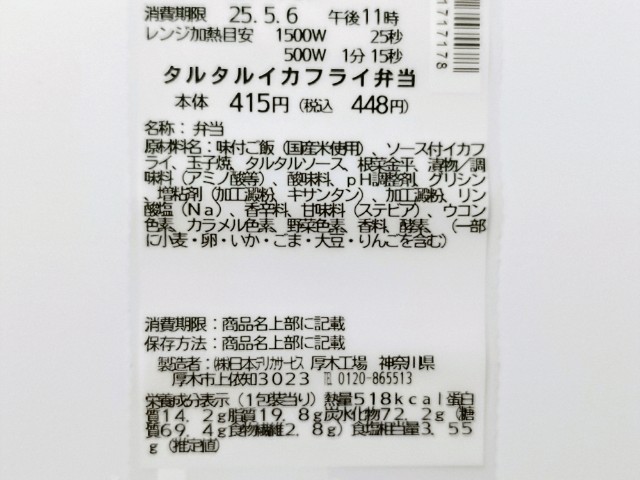 消費期限 25.5.6 午後11時
レンジ加熱目安 1500W 25秒
500W 1分15秒
タルタルイカフライ弁当
本体 415円(税込 448円)
名称:弁当
原材料名:味付ご飯(国産米使用)、ソース付イカフ
ライ、玉子焼、タルタルソース、根菜金平、漬物/調
味料(アミノ酸等)、酸味料、pH調整剤、グリシン
、増粘剤(加工澱粉、キサンタン)、加工澱粉、リン
酸塩(Na)、香辛料、甘味料(ステビア)、ウコン
色素、カラメル色素、野菜色素、香料、酵素、(一部
に小麦・卵・いか・ごま・大豆・りんごを含む)
消費期限:商品名上部に記載
保存方法:商品名上部に記載
製造者:㈱日本デリカサービス 厚木工場 神奈川県
厚木市上依知3023 ℡ 0120-865513
栄養成分表示(1包装当り)熱量518kcal蛋白
質14.2g脂質19.8g炭水化物72.2g(糖
質69.4g食物繊維2.8g)食塩相当量3.55
g(推定値)
7177178